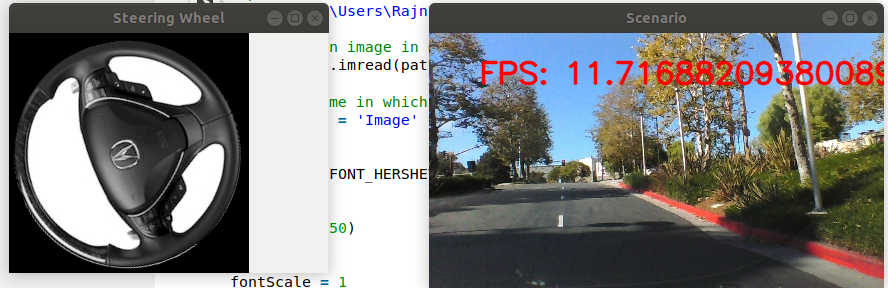 Steering Wheel
\Users\Rajn
n image in
.imread(pat
me in which
= 'Image'
FONT_HERSHE
50)
fontScale = 1
Scenario
FPS: 11.71688209380089